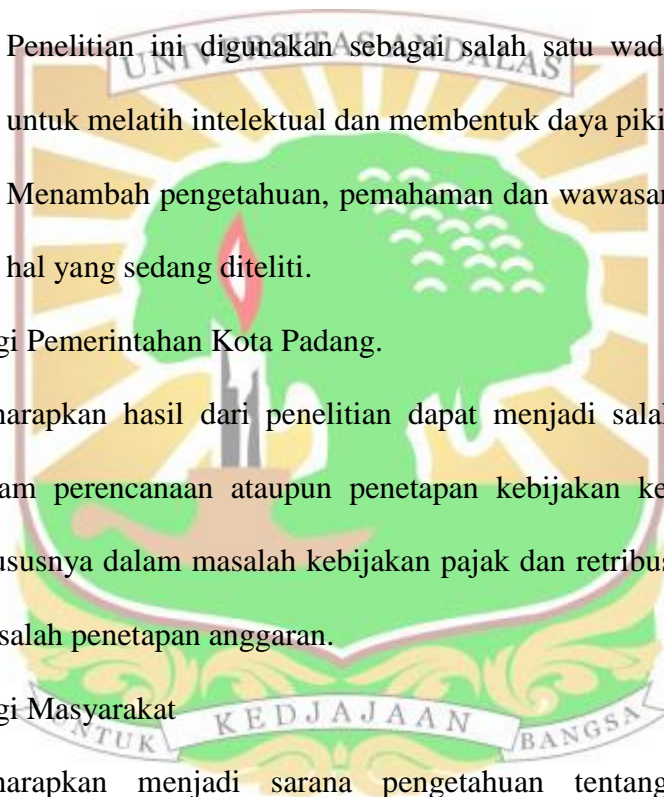 Penelitian ini digunakan sebagai salah satu wad
UNIVERSITAS ANDALAS
untuk melatih intelektual dan membentuk daya piki
Menambah pengetahuan, pemahaman dan wawasan
hal yang sedang diteliti.
gi Pemerintahan Kota Padang.
harapkan hasil dari penelitian dapat menjadi salah
am perencanaan ataupun penetapan kebijakan ke
ususnya dalam masalah kebijakan pajak dan retribus
salah penetapan anggaran.
gi Masyarakat
UNTUK KEDJAJAAN BANGSA
harapkan menjadi sarana pengetahuan tentang